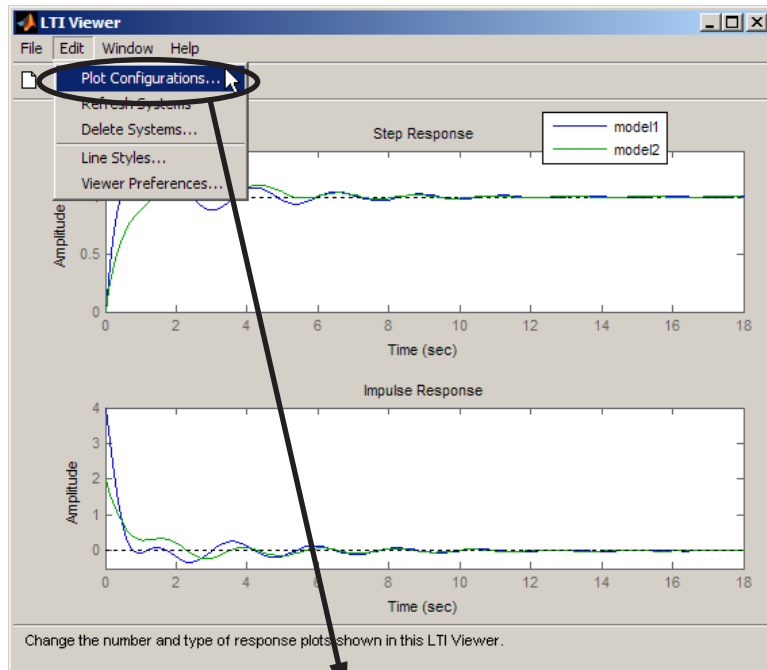 LTI Viewer
File Edit Window Help
Plot Configurations...
Refresh Systems
Delete Systems...
Line Styles...
Viewer Preferences...
Step Response
model1
model2
Amplitude
0.5
0
0 2 4 6 8 10 12 14 16 18
Time (sec)
Impulse Response
Amplitude
4
3
2
1
0
0 2 4 6 8 10 12 14 16 18
Time (sec)
Change the number and type of response plots shown in this LTI Viewer.